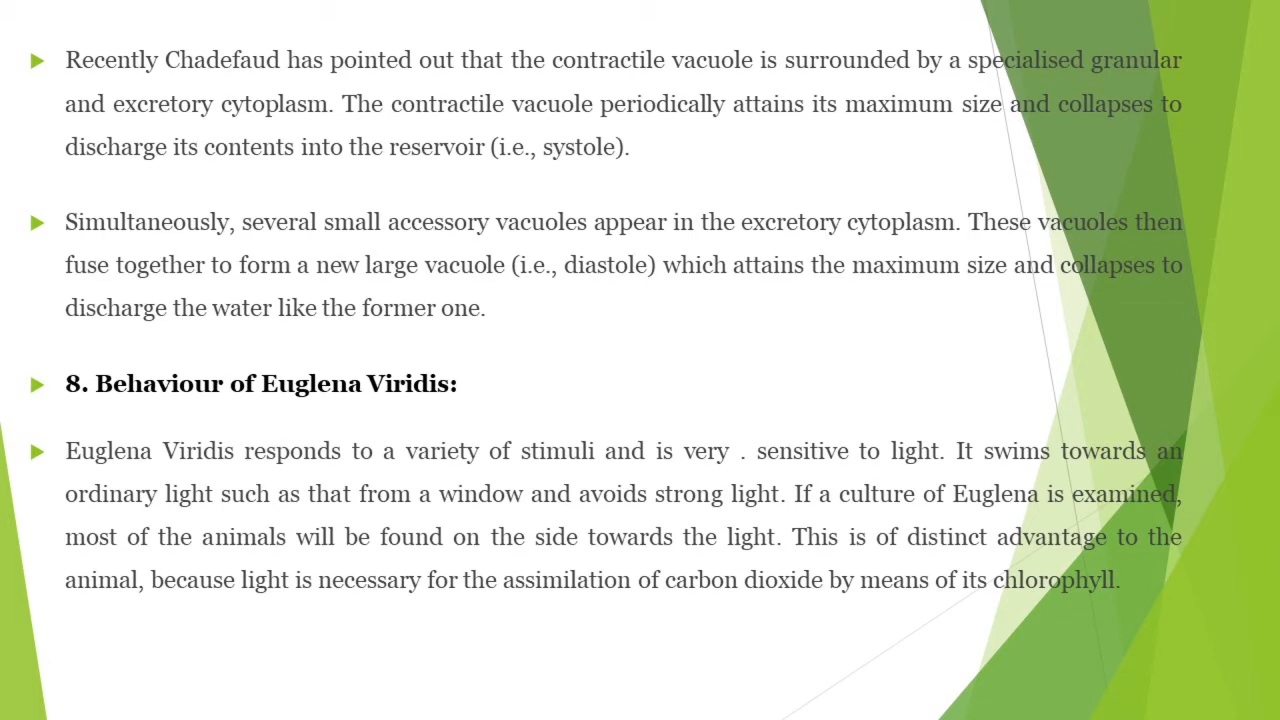 Recently Chadefaud has pointed out that the contractile vacuole is surrounded by a specialised granular
and excretory cytoplasm. The contractile vacuole periodically attains its maximum size and collapses to
discharge its contents into the reservoir (i.e., systole).
Simultaneously, several small accessory vacuoles appear in the excretory cytoplasm. These vacuoles then
fuse together to form a new large vacuole (i.e., diastole) which attains the maximum size and collapses to
discharge the water like the former one.
8. Behaviour of Euglena Viridis:
Euglena Viridis responds to a variety of stimuli and is very . sensitive to light. It swims towards an
ordinary light such as that from a window and avoids strong light. If a culture of Euglena is examined,
most of the animals will be found on the side towards the light. This is of distinct advantage to the
animal, because light is necessary for the assimilation of carbon dioxide by means of its chlorophyll.